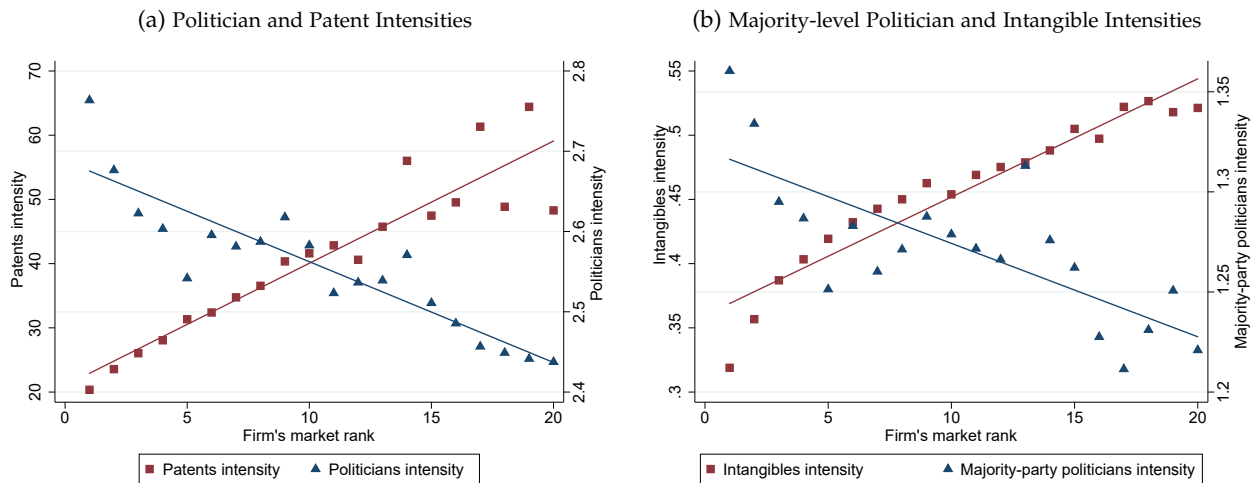 (a) Politician and Patent Intensities
70
60
50
40
30
20
Patents intensity
2.8
2.7
2.6
2.5
2.4
Politicians intensity
0 5 10 15 20
Firm's market rank
Patents intensity Politicians intensity
(b) Majority-level Politician and Intangible Intensities
.55
.5
.45
.4
.35
.3
Intangibles intensity
1.35
1.3
1.25
1.2
Majority-party politicians intensity
0 5 10 15 20
Firm's market rank
Intangibles intensity Majority-party politicians intensity